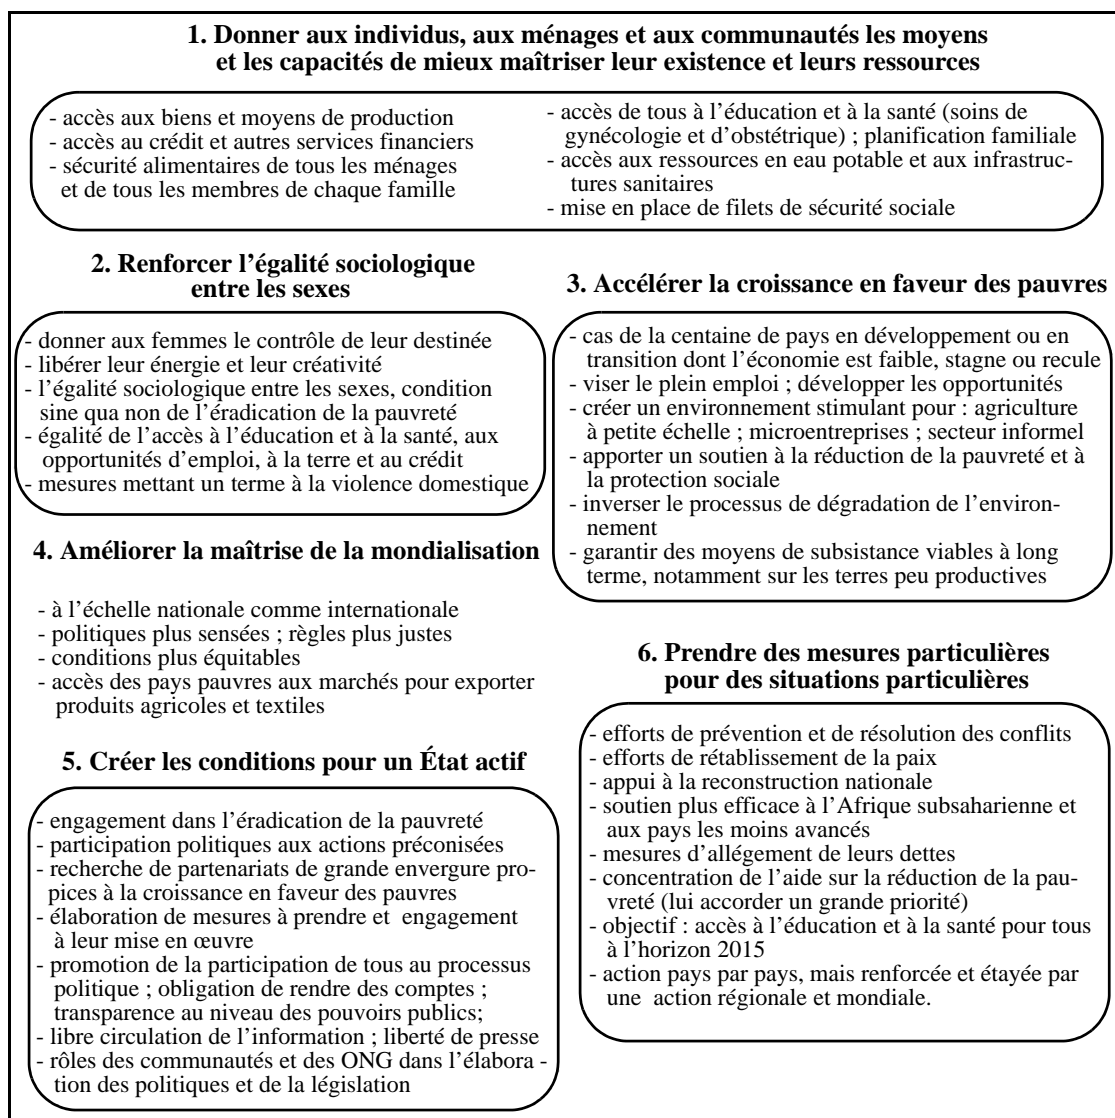 1. Donner aux individus, aux ménages et aux communautés les moyens
et les capacités de mieux maîtriser leur existence et leurs ressources
- accès aux biens et moyens de production
- accès au crédit et autres services financiers
- sécurité alimentaires de tous les ménages
et de tous les membres de chaque famille
- accès de tous à l’éducation et à la santé (soins de
gynécologie et d’obstétrique) ; planification familiale
- accès aux ressources en eau potable et aux infrastruc-
tures sanitaires
- mise en place de filets de sécurité sociale
2. Renforcer l’égalité sociologique
entre les sexes
- donner aux femmes le contrôle de leur destinée
- libérer leur énergie et leur créativité
- l’égalité sociologique entre les sexes, condition
sine qua non de l’éradication de la pauvreté
- égalité de l’accès à l’éducation et à la santé, aux
opportunités d’emploi, à la terre et au crédit
- mesures mettant un terme à la violence domestique
3. Accélérer la croissance en faveur des pauvres
- cas de la centaine de pays en développement ou en
transition dont l’économie est faible, stagne ou recule
- viser le plein emploi ; développer les opportunités
- créer un environnement stimulant pour : agriculture
à petite échelle ; microentreprises ; secteur informel
- apporter un soutien à la réduction de la pauvreté et à
la protection sociale
- inverser le processus de dégradation de l’environ-
nement
- garantir des moyens de subsistance viables à long
terme, notamment sur les terres peu productives
4. Améliorer la maîtrise de la mondialisation
- à l’échelle nationale comme internationale
- politiques plus sensées ; règles plus justes
- conditions plus équitables
- accès des pays pauvres aux marchés pour exporter
produits agricoles et textiles
5. Créer les conditions pour un État actif
- engagement dans l’éradication de la pauvreté
- participation politiques aux actions préconisées
- recherche de partenariats de grande envergure pro-
pices à la croissance en faveur des pauvres
- élaboration de mesures à prendre et engagement
à leur mise en œuvre
- promotion de la participation de tous au processus
politique ; obligation de rendre des comptes ;
transparence au niveau des pouvoirs publics;
- libre circulation de l’information ; liberté de presse
- rôles des communautés et des ONG dans l’élabora -
tion des politiques et de la législation
6. Prendre des mesures particulières
pour des situations particulières
- efforts de prévention et de résolution des conflits
- efforts de rétablissement de la paix
- appui à la reconstruction nationale
- soutien plus efficace à l’Afrique subsaharienne et
aux pays les moins avancés
- mesures d’allégement de leurs dettes
- concentration de l’aide sur la réduction de la pau-
vreté (lui accorder un grande priorité)
- objectif : accès à l’éducation et à la santé pour tous
à l’horizon 2015
- action pays par pays, mais renforcée et étayée par
une action régionale et mondiale.